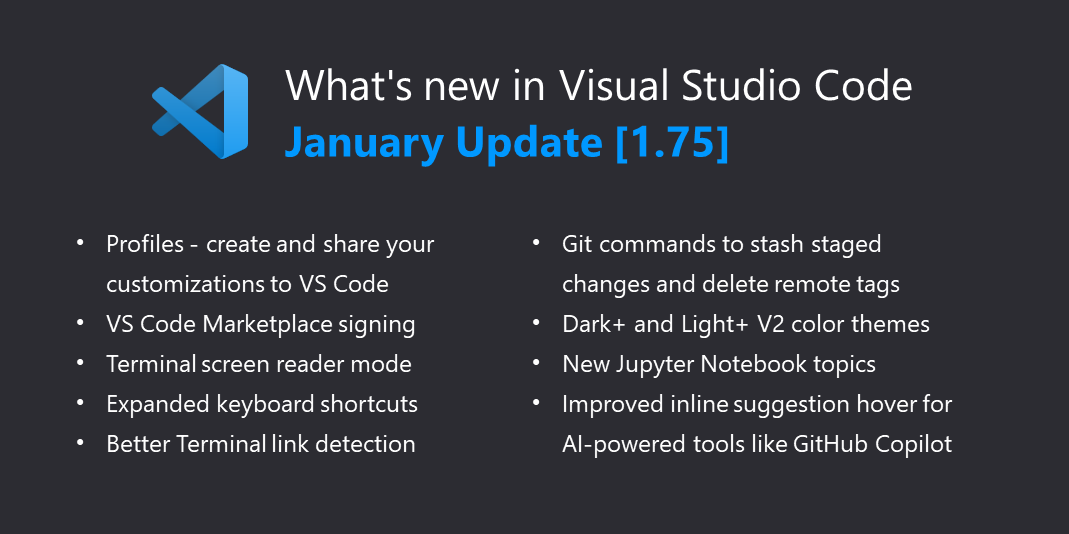 What's new in Visual Studio Code
January Update [1.75]
• Profiles - create and share your
customizations to VS Code
• VS Code Marketplace signing
• Terminal screen reader mode
• Expanded keyboard shortcuts
• Better Terminal link detection
• Git commands to stash staged
changes and delete remote tags
• Dark+ and Light+ V2 color themes
• New Jupyter Notebook topics
• Improved inline suggestion hover for
AI-powered tools like GitHub Copilot